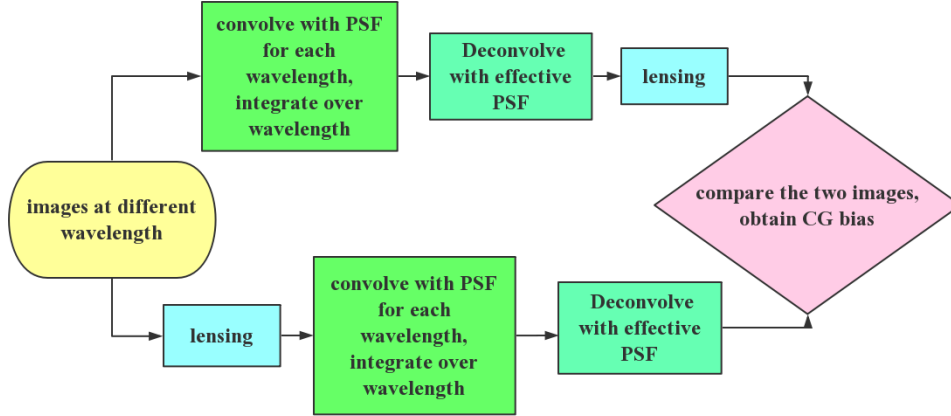 images at different
wavelength
convolve with PSF
for each
wavelength,
integrate over
wavelength
Deconvolve
with effective
PSF
lensing
lensing
convolve with PSF
for each
wavelength,
integrate over
wavelength
Deconvolve
with effective
PSF
compare the two images,
obtain CG bias